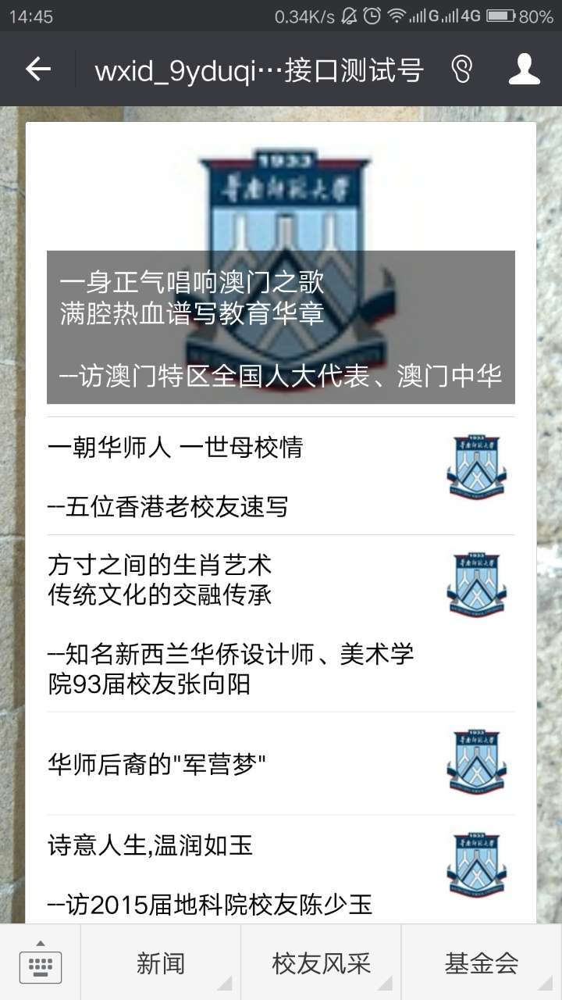 14:45
0.34K/s
G
4G
80%
wxid_9yduqi…接口测试号
1933
华南师范大学
一身正气唱响澳门之歌
满腔热血谱写教育华章
--访澳门特区全国人大代表、澳门中华
一朝华师人 一世母校情
--五位香港老校友速写
方寸之间的生肖艺术
传统文化的交融传承
--知名新西兰华侨设计师、美术学
院93届校友张向阳
华师后裔的"军营梦"
诗意人生,温润如玉
--访2015届地科院校友陈少玉
新闻
校友风采
基金会